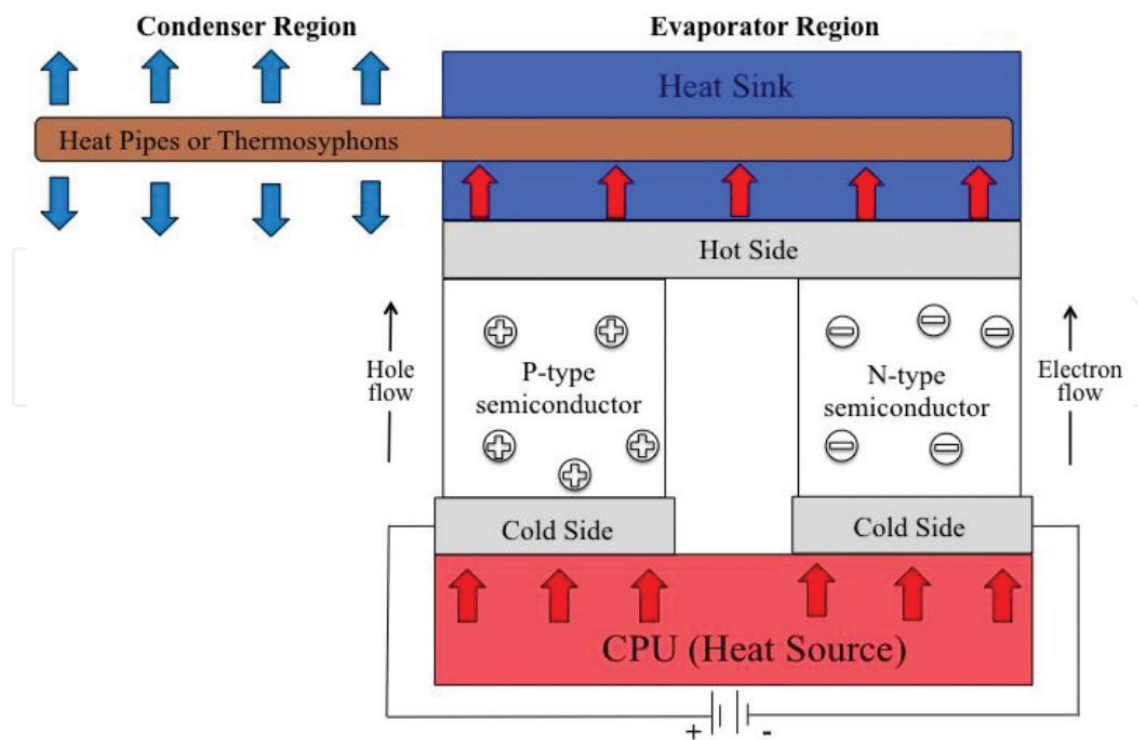 Condenser Region
Evaporator Region
Heat Sink
Heat Pipes or Thermosyphons
Hot Side
Hole
flow
P-type
semiconductor
N-type
semiconductor
Electron
flow
Cold Side
Cold Side
CPU (Heat Source)
+ -